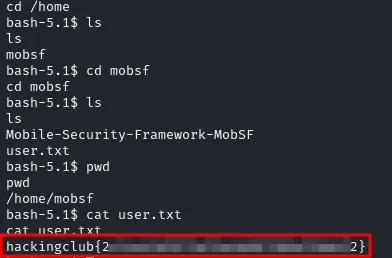 cd /home
bash-5.1$ ls
ls
mobsf
bash-5.1$ cd mobsf
cd mobsf
bash-5.1$ ls
ls
Mobile-Security-Framework-MobSF
user.txt
bash-5.1$ pwd
pwd
/home/mobsf
bash-5.1$ cat user.txt
cat user.txt
hackingclub{2 2}